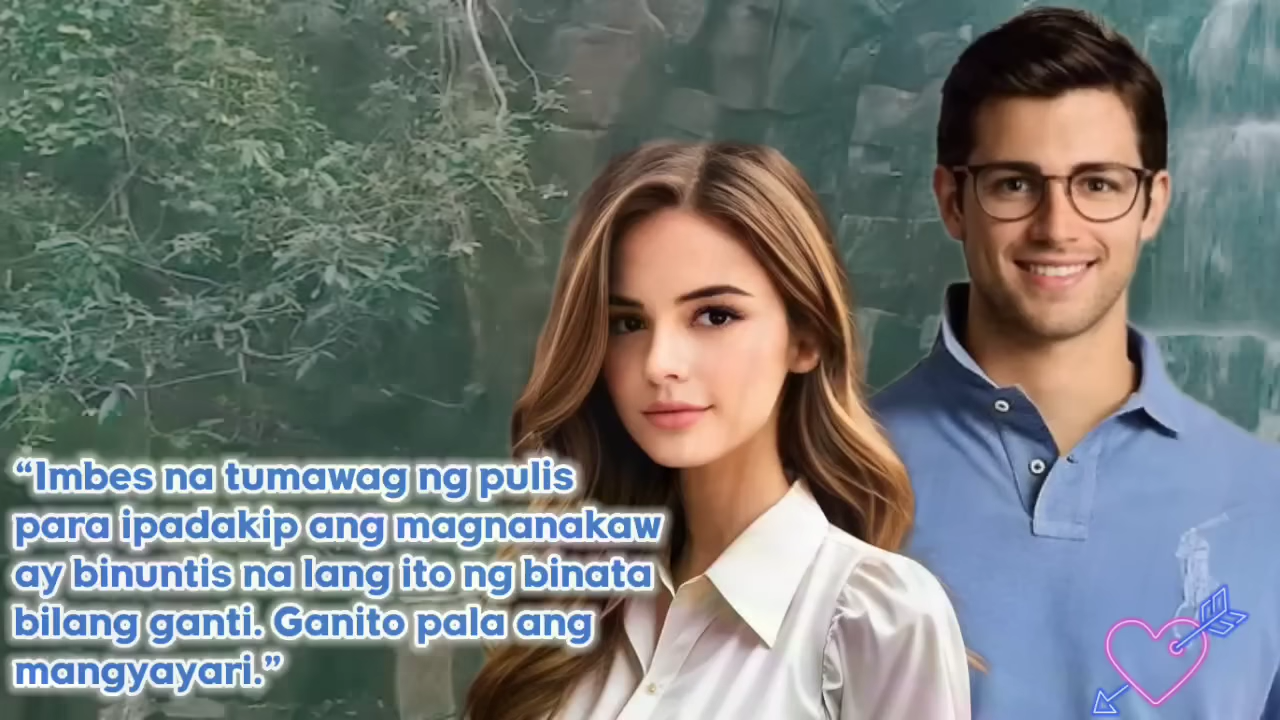 “Imbes na tumawag ng pulis
para ipadakip ang magnanakaw
ay binuntis na lang ito ng binata
bilang ganti. Ganito pala ang
mangyayari.”